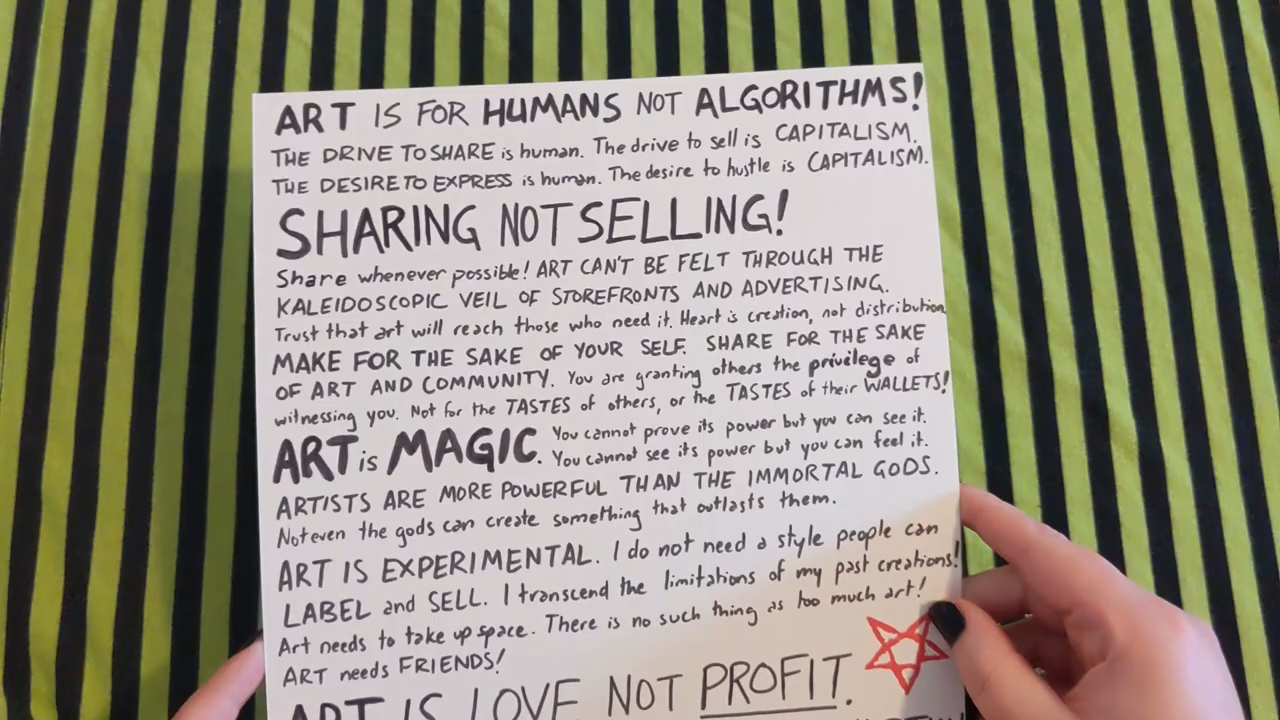 ART IS FOR HUMANS NOT ALGORITHMS!
THE DRIVE TO SHARE is human. The drive to sell is CAPITALISM.
THE DESIRE TO EXPRESS is human. The desire to hustle is CAPITALISM.
SHARING NOT SELLING!
Share whenever possible! ART CAN'T BE FELT THROUGH THE
KALEIDOSCOPIC VEIL OF STOREFRONTS AND ADVERTISING.
Trust that art will reach those who need it. Heart is creation, not distribution.
MAKE FOR THE SAKE OF YOUR SELF. SHARE FOR THE SAKE
OF ART AND COMMUNITY. You are granting others the privilege of
witnessing you. Not for the TASTES of others, or the TASTES of their WALLETS!
ART is MAGIC. You cannot prove its power but you can see it.
You cannot see its power but you can feel it.
ARTISTS ARE MORE POWERFUL THAN THE IMMORTAL GODS.
Not even the gods can create something that outlasts them.
ART IS EXPERIMENTAL. I do not need a style people can
LABEL and SELL. I transcend the limitations of my past creations!
Art needs to take up space. There is no such thing as too much art!
ART needs FRIENDS!
ART IS LOVE NOT PROFIT.